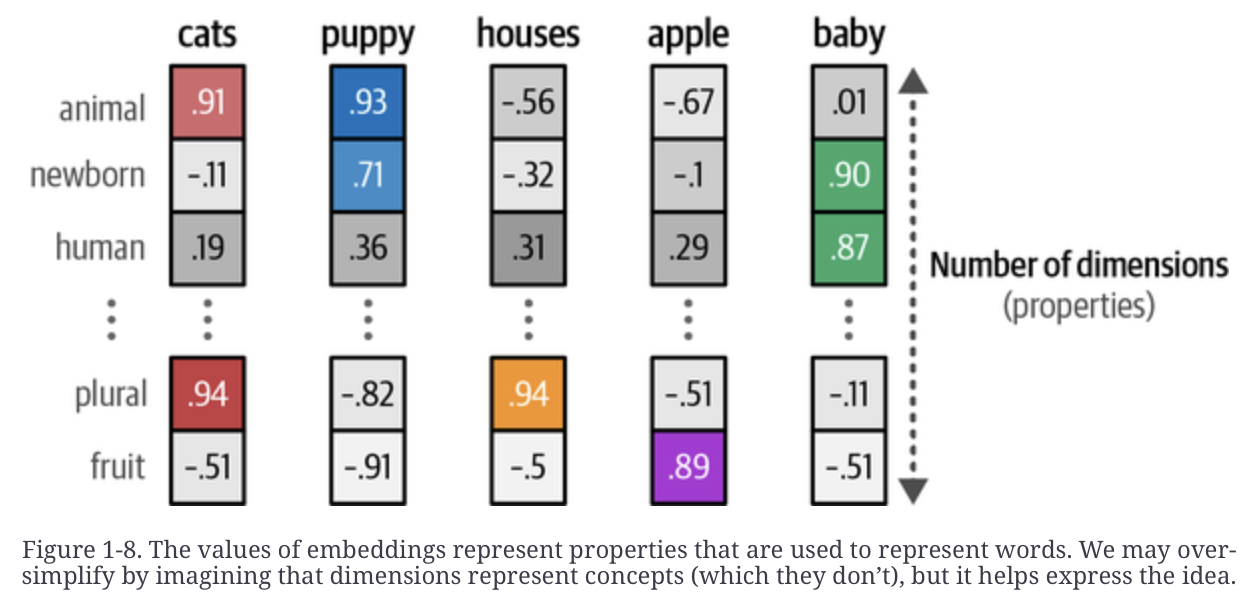 cats puppy houses apple baby
animal .91 .93 -.56 -.67 .01
newborn -.11 .71 -.32 -.1 .90
human .19 .36 .31 .29 .87
Number of dimensions
(properties)
plural .94 -.82 .94 -.51 -.11
fruit -.51 -.91 -.5 .89 -.51
Figure 1-8. The values of embeddings represent properties that are used to represent words. We may over-
simplify by imagining that dimensions represent concepts (which they don’t), but it helps express the idea.